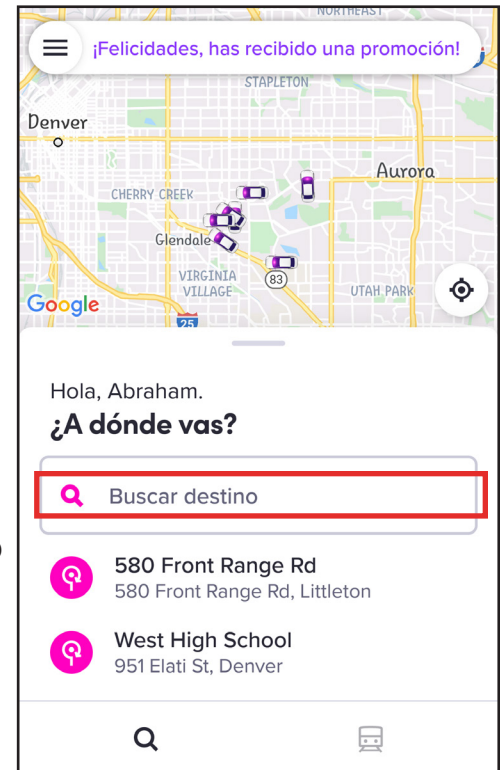 NORTHEAST
¡Felicidades, has recibido una promoción!
STAPLETON
Denver
Aurora
CHERRY CREEK
Glendale
VIRGINIA
VILLAGE
83
UTAH PARK
Google
25
Hola, Abraham.
¿A dónde vas?
Buscar destino
580 Front Range Rd
580 Front Range Rd, Littleton
West High School
951 Elati St, Denver